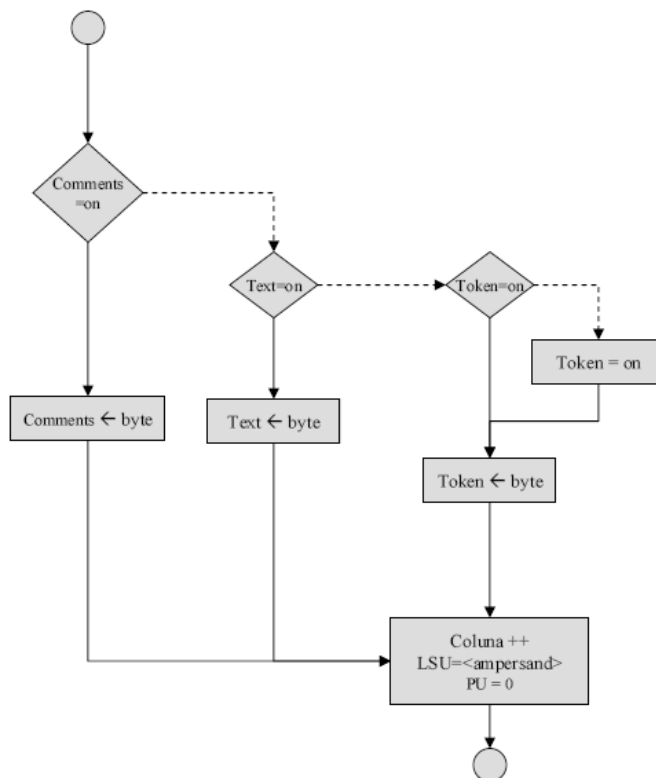 Comments
=on
Text=on
Token=on
Token = on
Comments ← byte
Text ← byte
Token ← byte
Coluna ++
LSU=<ampersand>
PU = 0